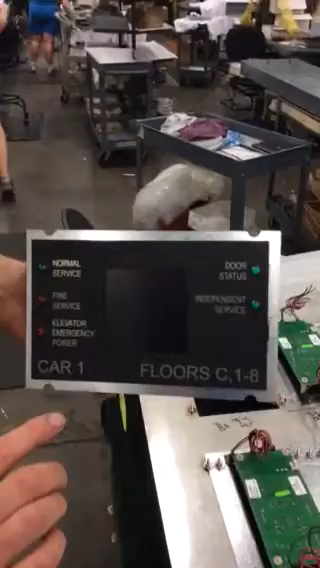 NORMAL
SERVICE
FIRE
SERVICE
ELEVATOR
EMERGENCY
POWER
DOOR
STATUS
INDEPENDENT
SERVICE
CAR 1
FLOORS C,1-8